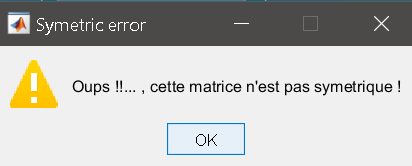 Symetric error
Oups !!... , cette matrice n'est pas symetrique !
OK